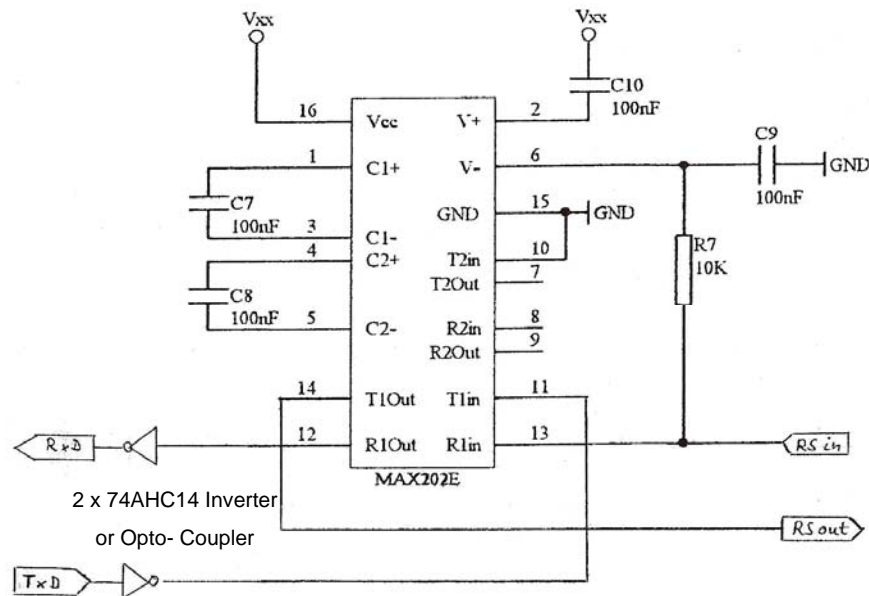 Vxx
Vxx
C10
100nF
16
Vcc
V+
2
C9
1
C1+
V-
6
GND
100nF
C7
100nF
GND
15
GND
3
C1-
4
C2+
T2in
10
R7
10K
T2Out
7
C8
100nF
5
C2-
R2in
8
R2Out
9
14
T1Out
T1in
11
RxD
12
R1Out
R1in
13
RS in
MAX202E
2 x 74AHC14 Inverter
or Opto- Coupler
RS out
TxD